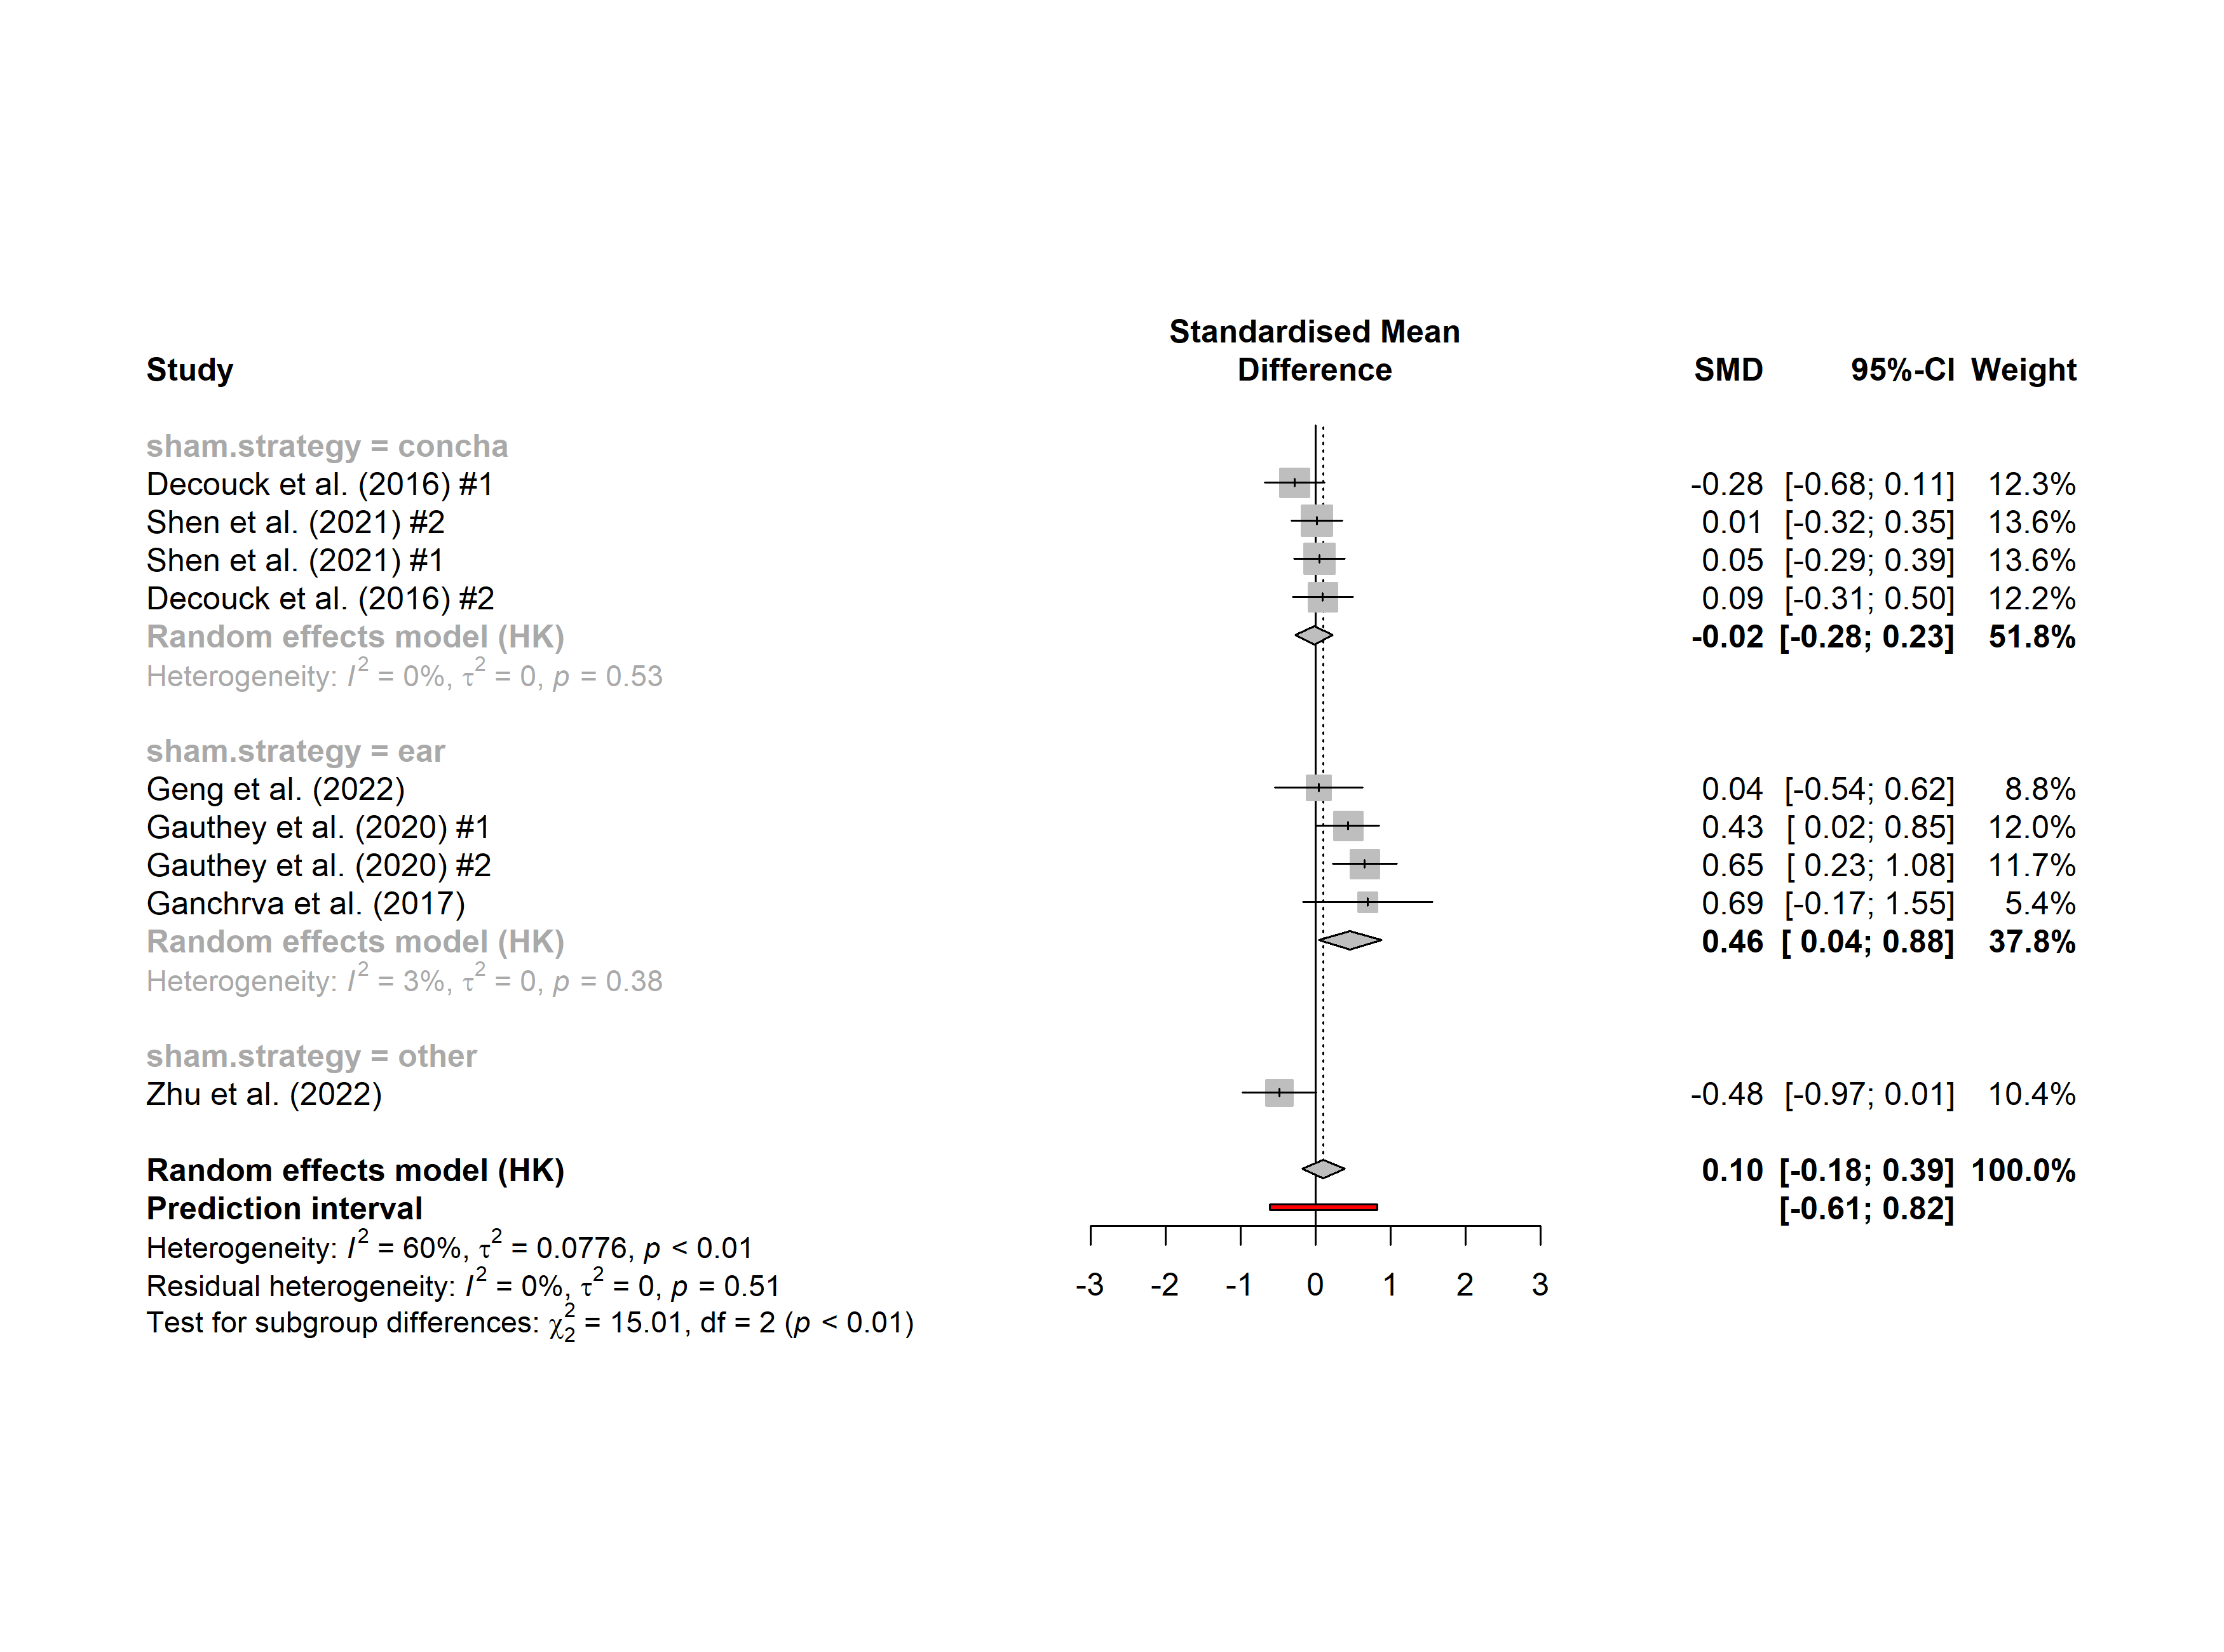 Standardised Mean
Study Difference SMD 95%-CI Weight
sham.strategy = concha
Decouck et al. (2016) #1 -0.28 [-0.68; 0.11] 12.3%
Shen et al. (2021) #2 0.01 [-0.32; 0.35] 13.6%
Shen et al. (2021) #1 0.05 [-0.29; 0.39] 13.6%
Decouck et al. (2016) #2 0.09 [-0.31; 0.50] 12.2%
Random effects model (HK) -0.02 [-0.28; 0.23] 51.8%
Heterogeneity: I² = 0%, τ² = 0, p = 0.53
sham.strategy = ear
Geng et al. (2022) 0.04 [-0.54; 0.62] 8.8%
Gauthey et al. (2020) #1 0.43 [ 0.02; 0.85] 12.0%
Gauthey et al. (2020) #2 0.65 [ 0.23; 1.08] 11.7%
Ganchrva et al. (2017) 0.69 [-0.17; 1.55] 5.4%
Random effects model (HK) 0.46 [ 0.04; 0.88] 37.8%
Heterogeneity: I² = 3%, τ² = 0, p = 0.38
sham.strategy = other
Zhu et al. (2022) -0.48 [-0.97; 0.01] 10.4%
Random effects model (HK) 0.10 [-0.18; 0.39] 100.0%
Prediction interval [-0.61; 0.82]
Heterogeneity: I² = 60%, τ² = 0.0776, p < 0.01
Residual heterogeneity: I² = 0%, τ² = 0, p = 0.51
-3 -2 -1 0 1 2 3
Test for subgroup differences: χ²₂ = 15.01, df = 2 (p < 0.01)